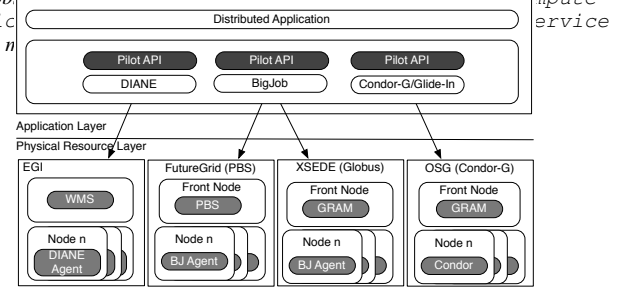 mpute
Distributed Application
ervice
Pilot API Pilot API Pilot API
DIANE BigJob Condor-G/Glide-In
Application Layer
Physical Resource Layer
EGI FutureGrid (PBS) XSEDE (Globus) OSG (Condor-G)
Front Node Front Node Front Node
WMS PBS GRAM GRAM
Node n Node n Node n Node n
DIANE
Agent BJ Agent BJ Agent Condor